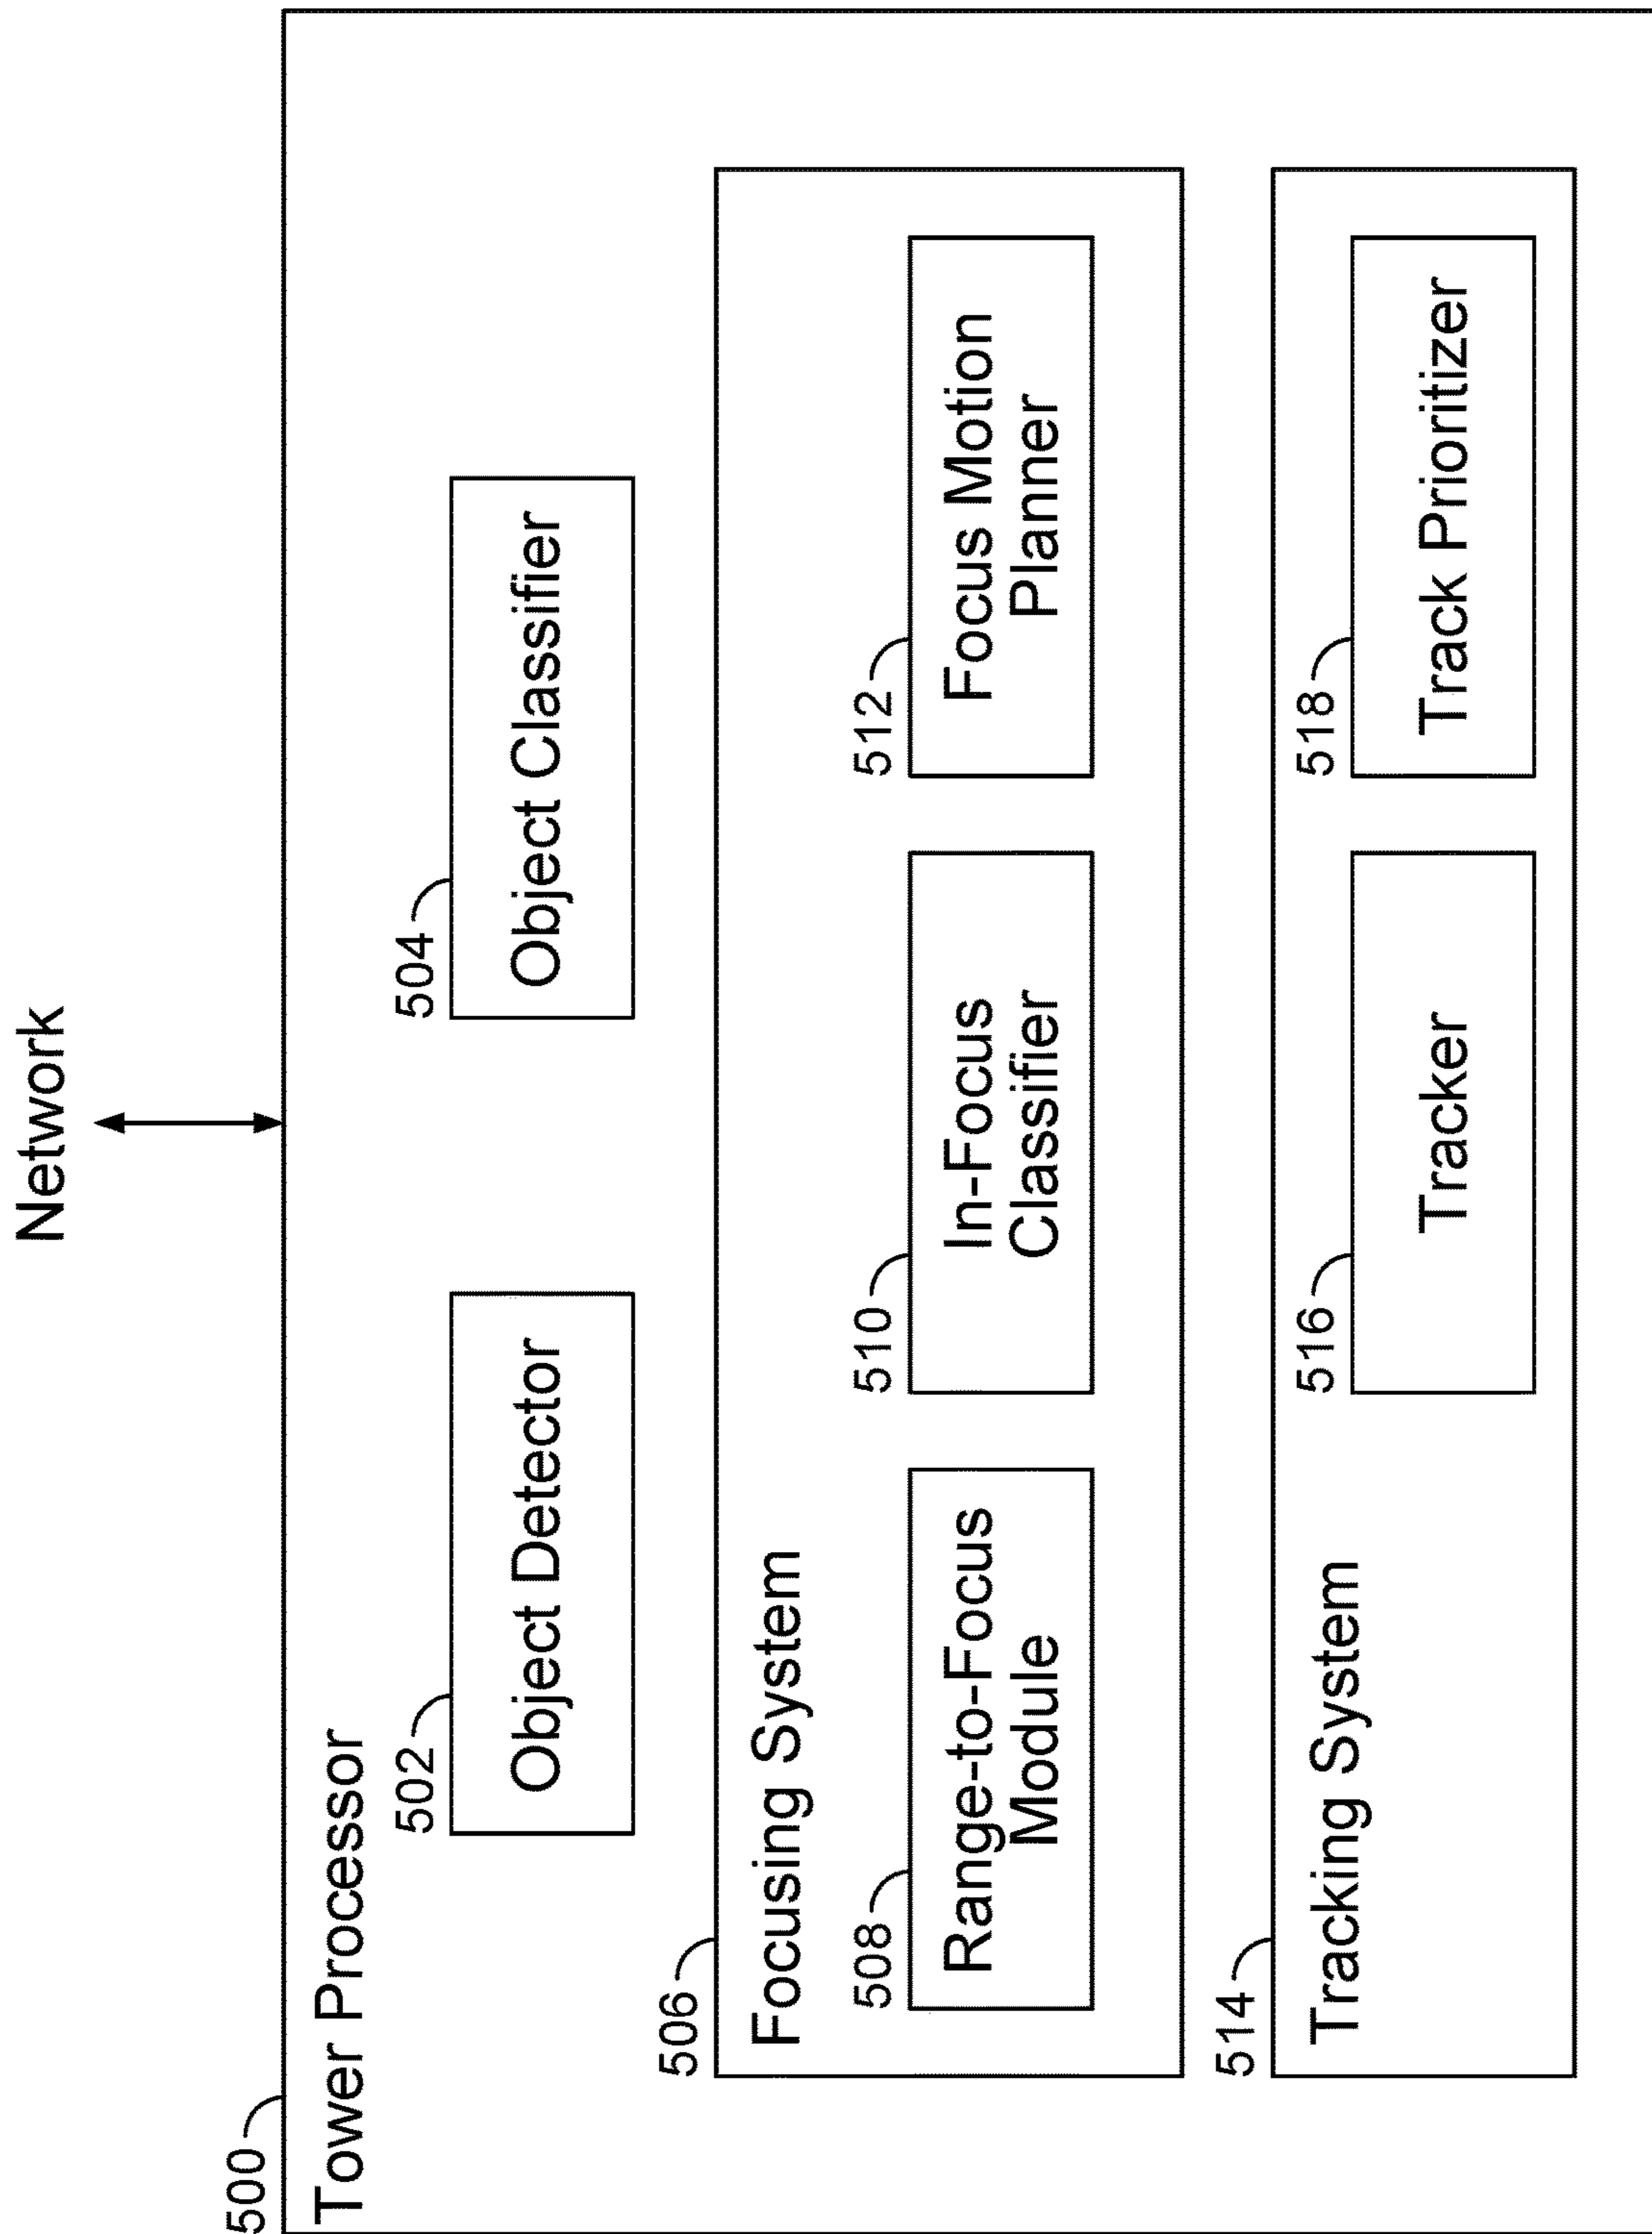 Network
500
Tower Processor
502
Object Detector
504
Object Classifier
506
Focusing System
508
Range-to-Focus
Module
510
In-Focus
Classifier
512
Focus Motion
Planner
514
Tracking System
516
Tracker
518
Track Prioritizer